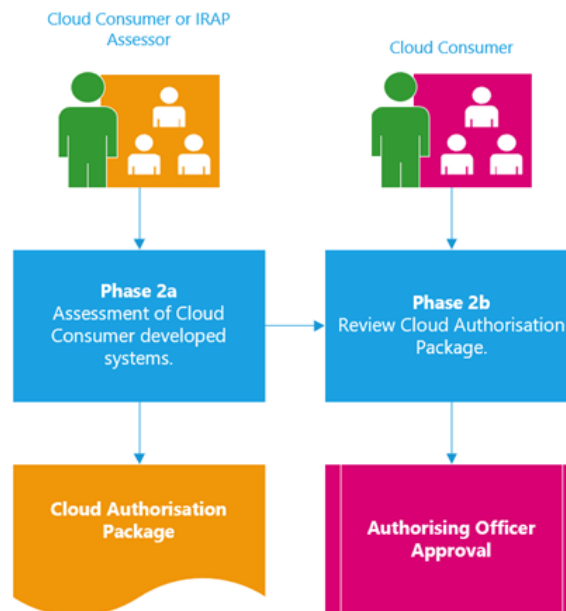 Cloud Consumer or IRAP
Assessor
Cloud Consumer
Phase 2a
Assessment of Cloud
Consumer developed
systems.
Phase 2b
Review Cloud Authorisation
Package.
Cloud Authorisation
Package
Authorising Officer
Approval